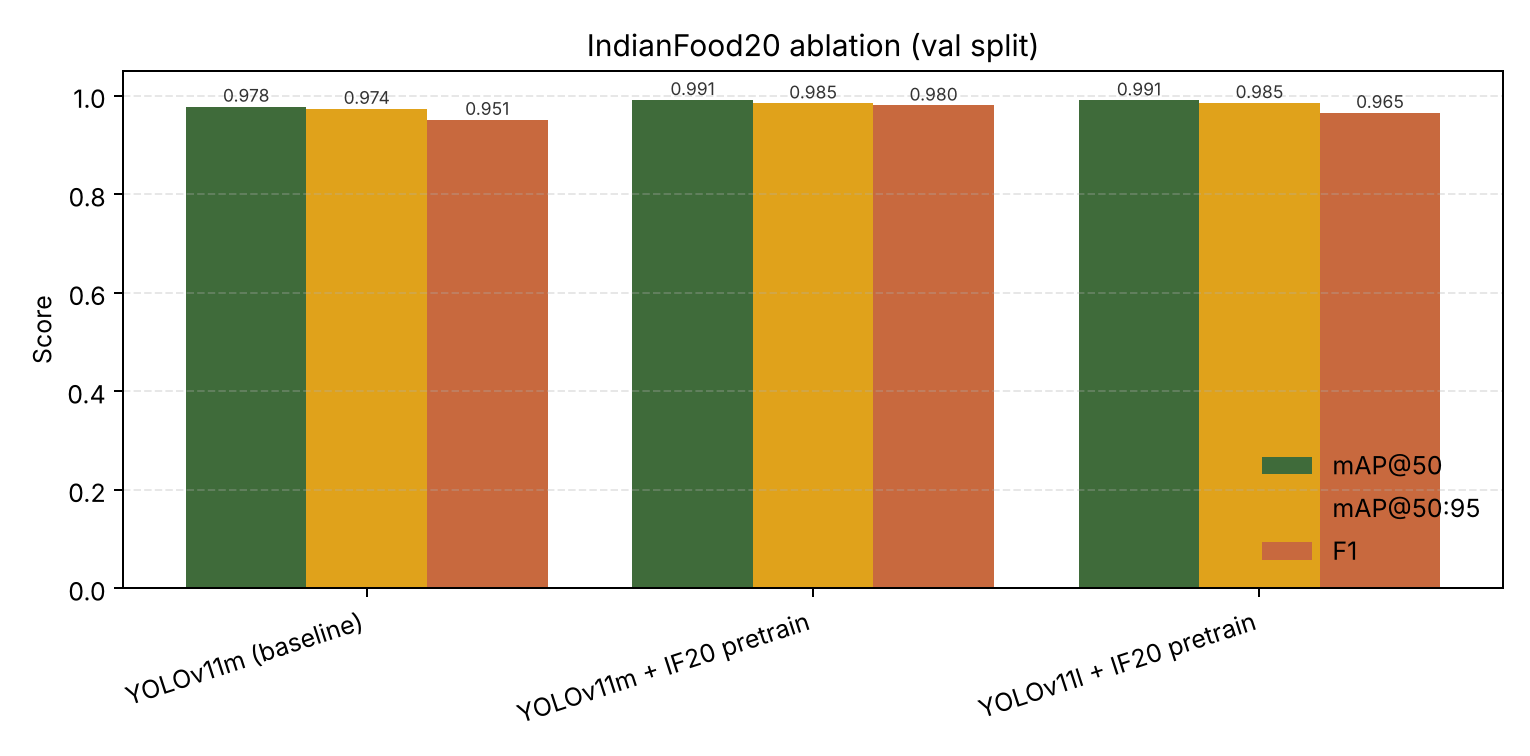 IndianFood20 ablation (val split)
0.978
0.974
0.951
0.991
0.985
0.980
0.991
0.985
0.965
1.0
0.8
0.6
0.4
0.2
0.0
Score
mAP@50
mAP@50:95
F1
YOLOv11m (baseline)
YOLOv11m + IF20 pretrain
YOLOv11l + IF20 pretrain